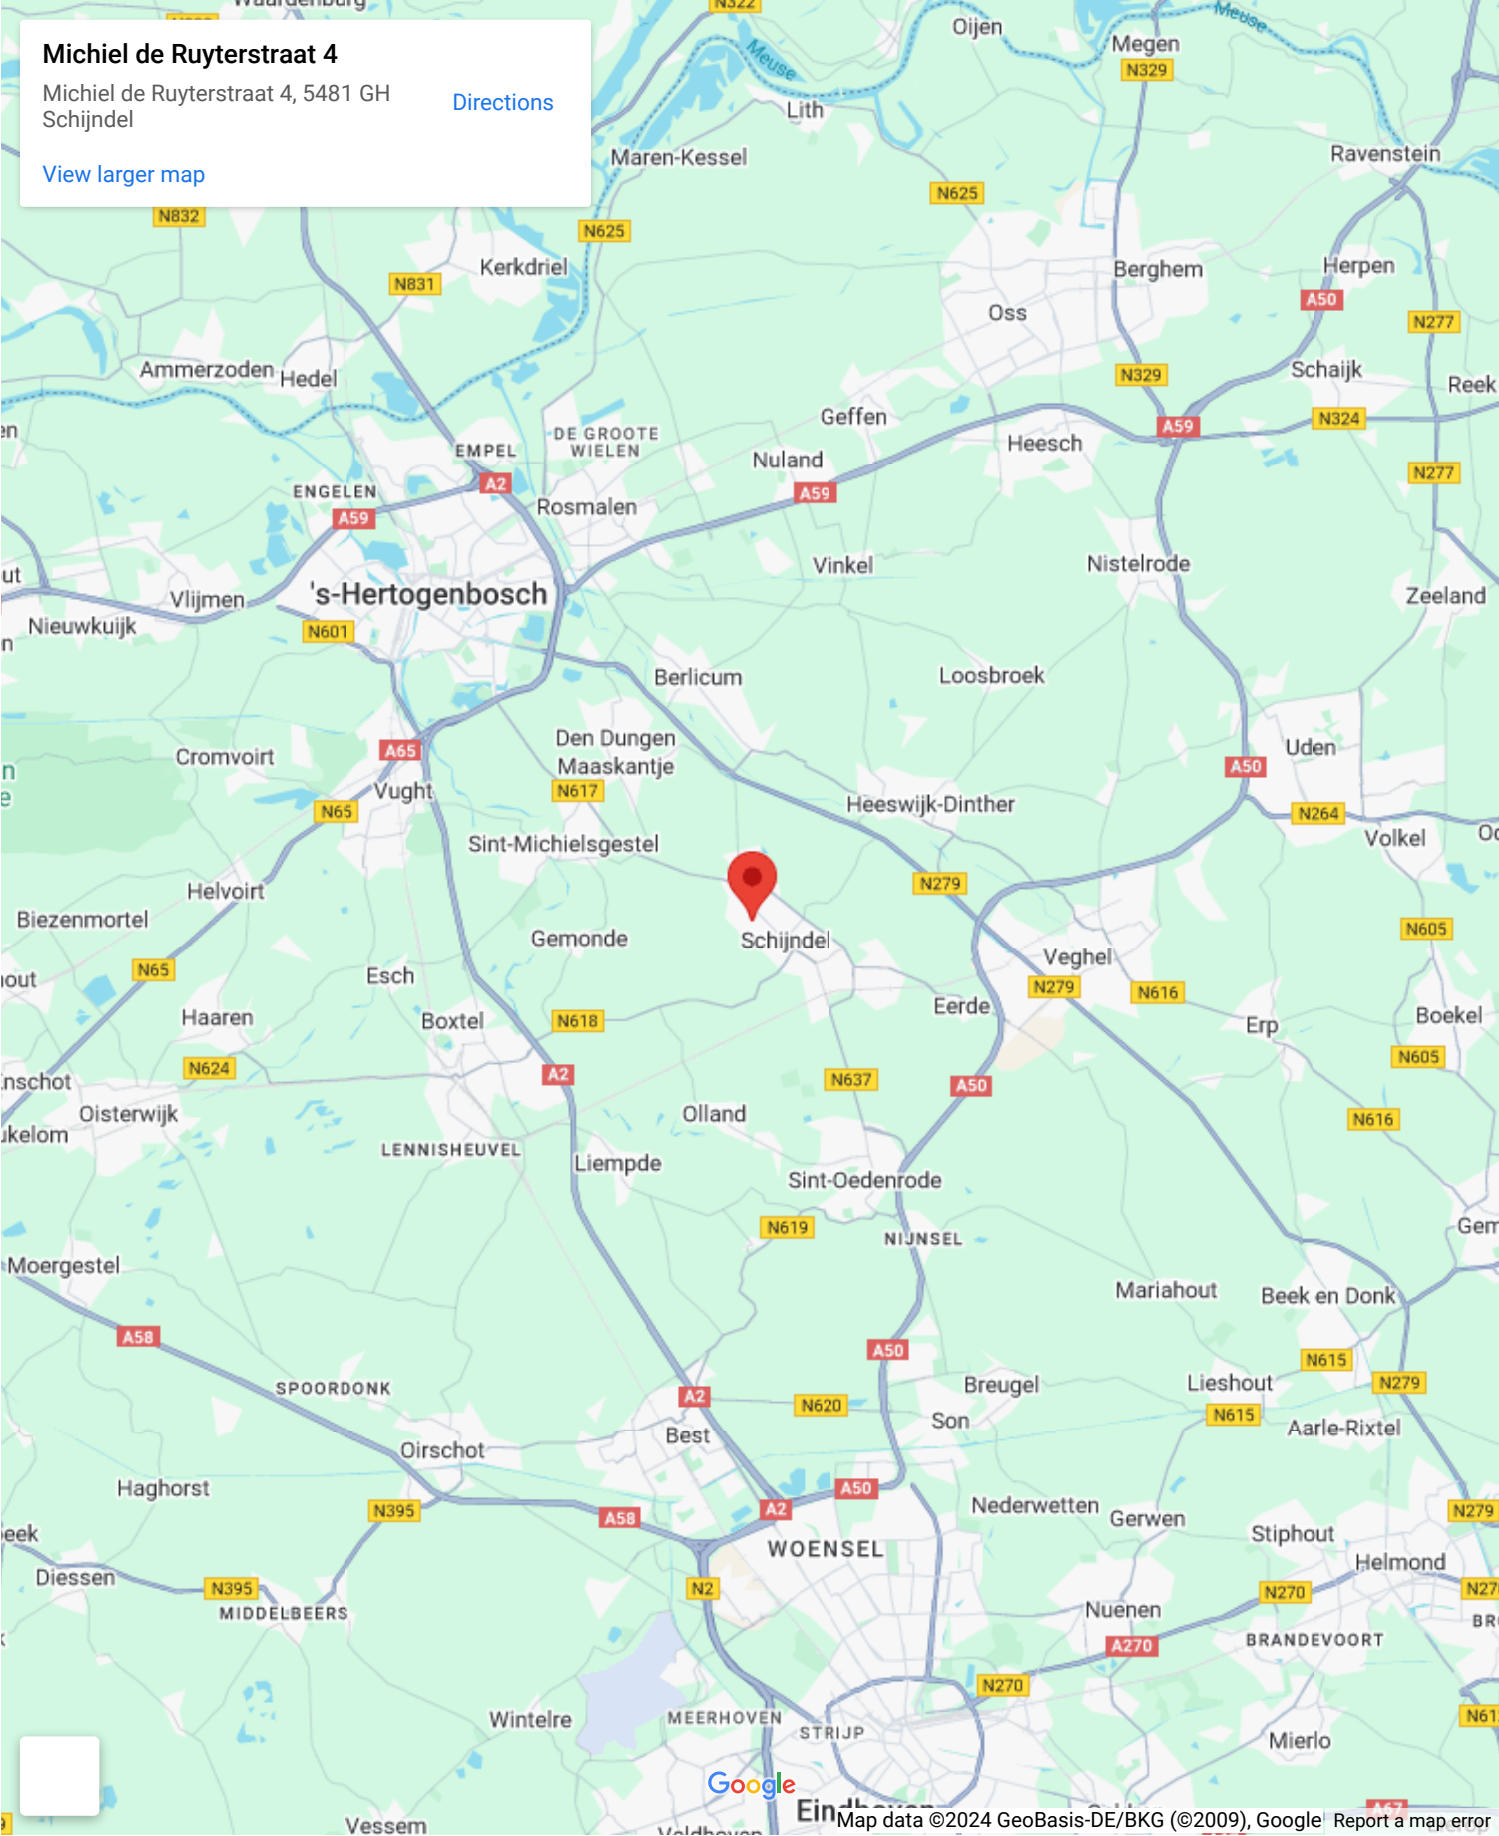 N322
Oijen
Meuse
Megen
N329
Michiel de Ruyterstraat 4
Michiel de Ruyterstraat 4, 5481 GH
Schijndel
Directions
View larger map
Meuse
Lith
Maren-Kessel
Ravenstein
N625
N832
N625
Kerkdriel
N831
Berghem
Herpen
A50
Oss
N277
Ammerzoden
Hedel
N329
Schaijk
Reek
Geffen
A59
N324
DE GROOTE
WIELEN
EMPEL
Nuland
Heesch
N277
A2
ENGELEN
A59
Rosmalen
A59
Vinkel
Nistelrode
's-Hertogenbosch
Vlijmen
Zeeland
Nieuwkuijk
N601
Berlicum
Loosbroek
Den Dungen
Maaskantje
A65
Cromvoirt
Uden
A50
Vught
N617
Heeswijk-Dinther
N65
N264
Volkel
Sint-Michielsgestel
Helvoirt
N279
Biezenmortel
Gemonde
Schijndel
N605
Veghel
N65
Esch
N279
N616
Eerde
Haaren
Boxtel
N618
Erp
Boekel
N605
N624
A2
N637
A50
Oisterwijk
Olland
N616
LENNISHEUVEL
Liempde
Sint-Oedenrode
N619
NIJNSEL
Moergestel
Mariahout
Beek en Donk
A58
A50
N615
SPOORDONK
Breugel
Lieshout
N279
A2
N620
Son
N615
Aarle-Rixtel
Best
Oirschot
Haghorst
A50
N395
A58
A2
Nederwetten
Gerwen
N279
Stiphout
WOENSEL
Helmond
Diessen
N395
N2
N270
MIDDELBEERS
Nuenen
A270
BRANDEVOORT
N270
Wintelre
MEERHOVEN
STRIJP
Mierlo
Google
Vessem
Map data ©2024 GeoBasis-DE/BKG (©2009), Google
Report a map error